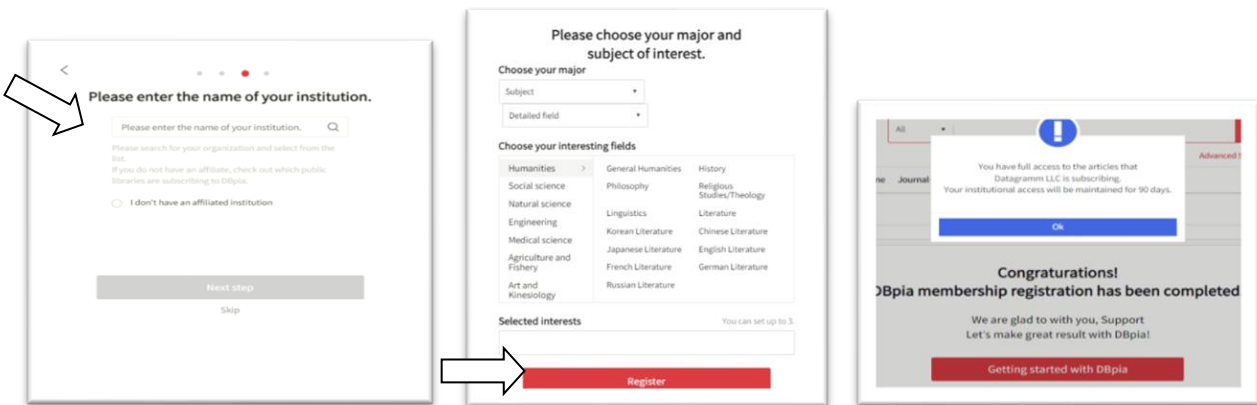 <
Please enter the name of your institution.
Please enter the name of your institution.
Please search for your organization and select from the
list.
If you do not have an affiliate, check out which public
libraries are subscribing to DBpia.
I don't have an affiliated institution
Next step
Skip
Please choose your major and
subject of interest.
Choose your major
Subject
Detailed field
Choose your interesting fields
Humanities >
Social science
Natural science
Engineering
Medical science
Agriculture and
Fishery
Art and
Kinesiology
General Humanities
History
Philosophy
Religious
Studies/Theology
Linguistics
Literature
Korean Literature
Chinese Literature
Japanese Literature
English Literature
French Literature
German Literature
Russian Literature
Selected interests
You can set up to 3.
Register
All
Advanced S
ne
Journal
You have full access to the articles that
Datagramm LLC is subscribing.
Your institutional access will be maintained for 90 days.
Ok
Congraturations!
DBpia membership registration has been completed
We are glad to with you, Support
Let's make great result with DBpia!
Getting started with DBpia